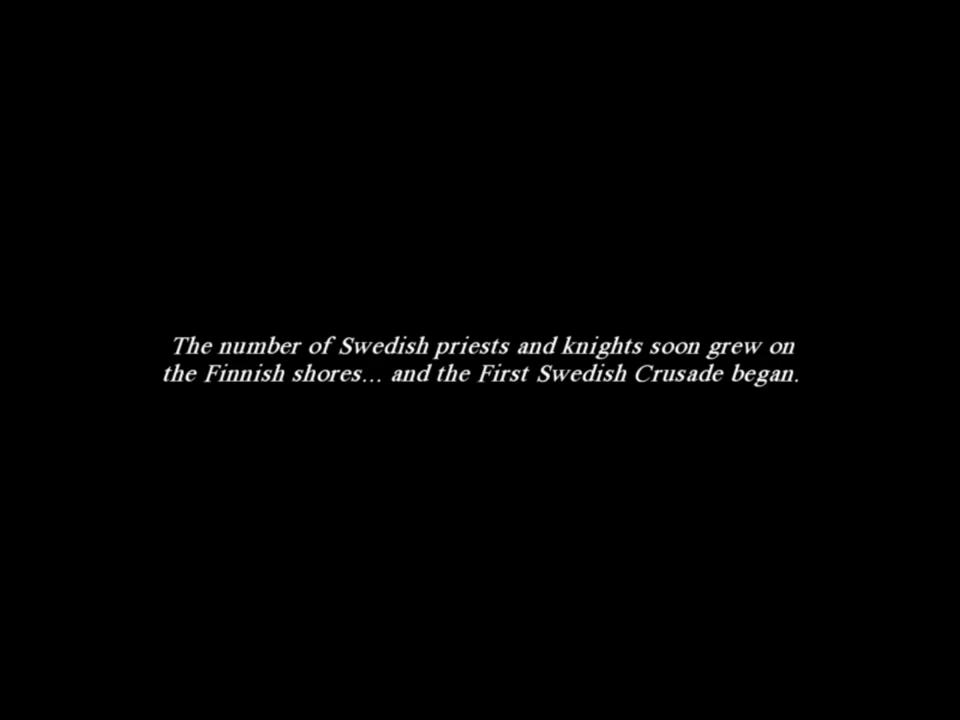 The number of Swedish priests and knights soon grew on
the Finnish shores... and the First Swedish Crusade began.